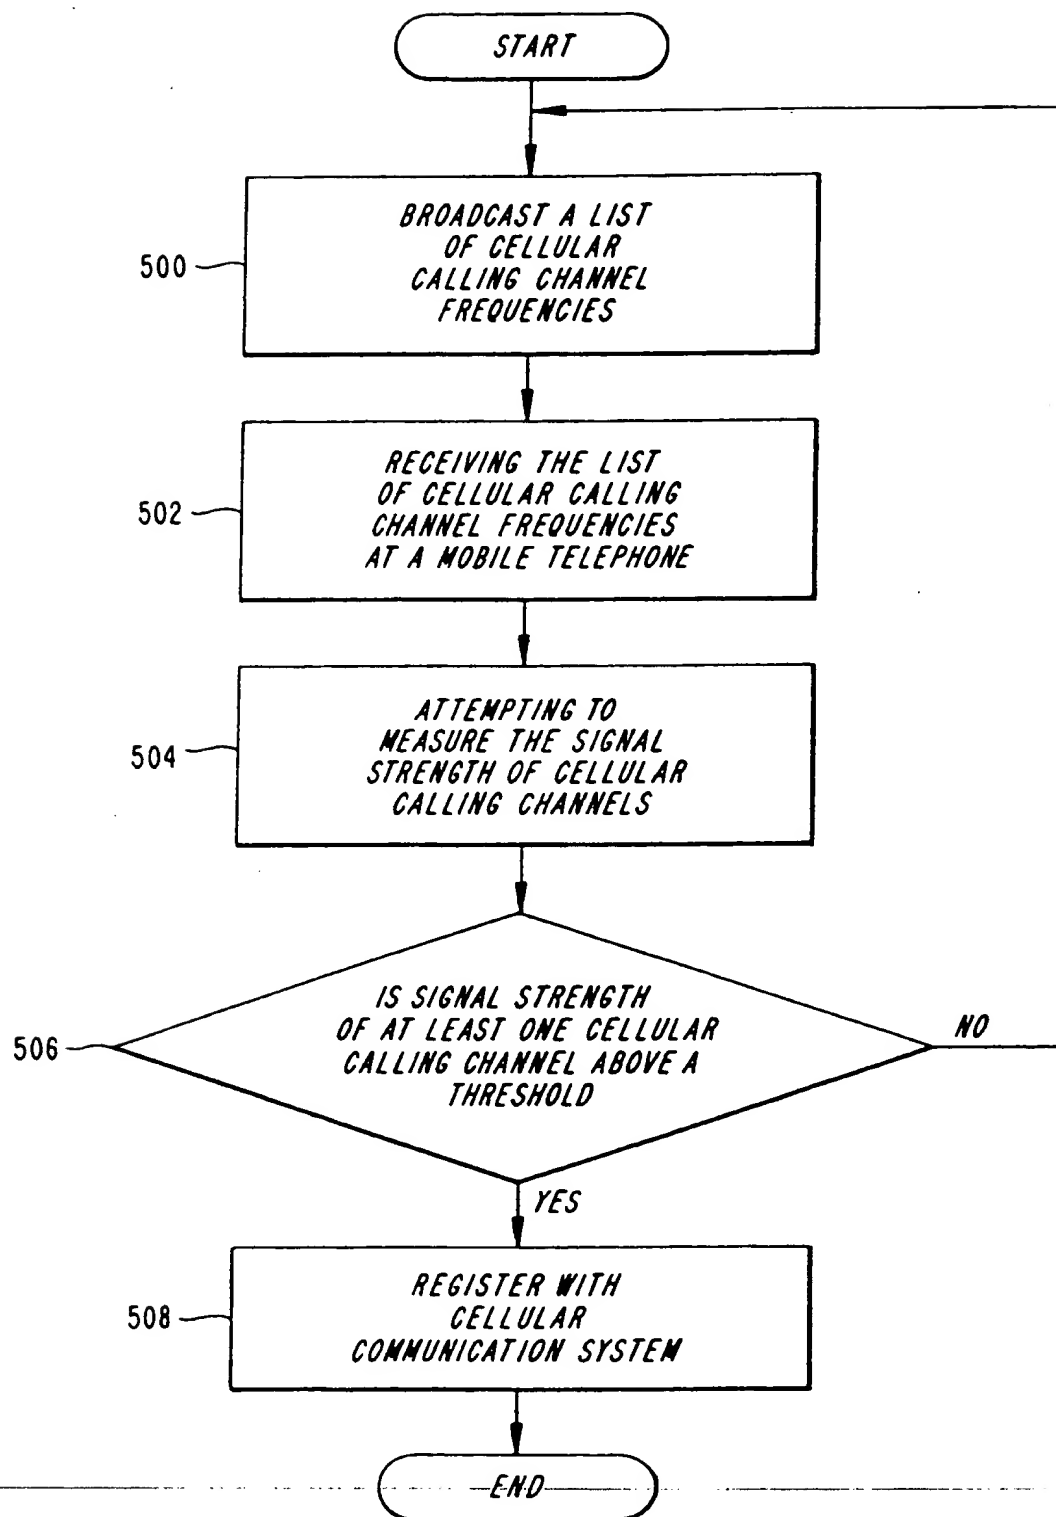 START
BROADCAST A LIST
OF CELLULAR
CALLING CHANNEL
FREQUENCIES
500
RECEIVING THE LIST
OF CELLULAR CALLING
CHANNEL FREQUENCIES
AT A MOBILE TELEPHONE
502
ATTEMPTING TO
MEASURE THE SIGNAL
STRENGTH OF CELLULAR
CALLING CHANNELS
504
IS SIGNAL STRENGTH
OF AT LEAST ONE CELLULAR
CALLING CHANNEL ABOVE A
THRESHOLD
506
NO
YES
REGISTER WITH
CELLULAR
COMMUNICATION SYSTEM
508
END